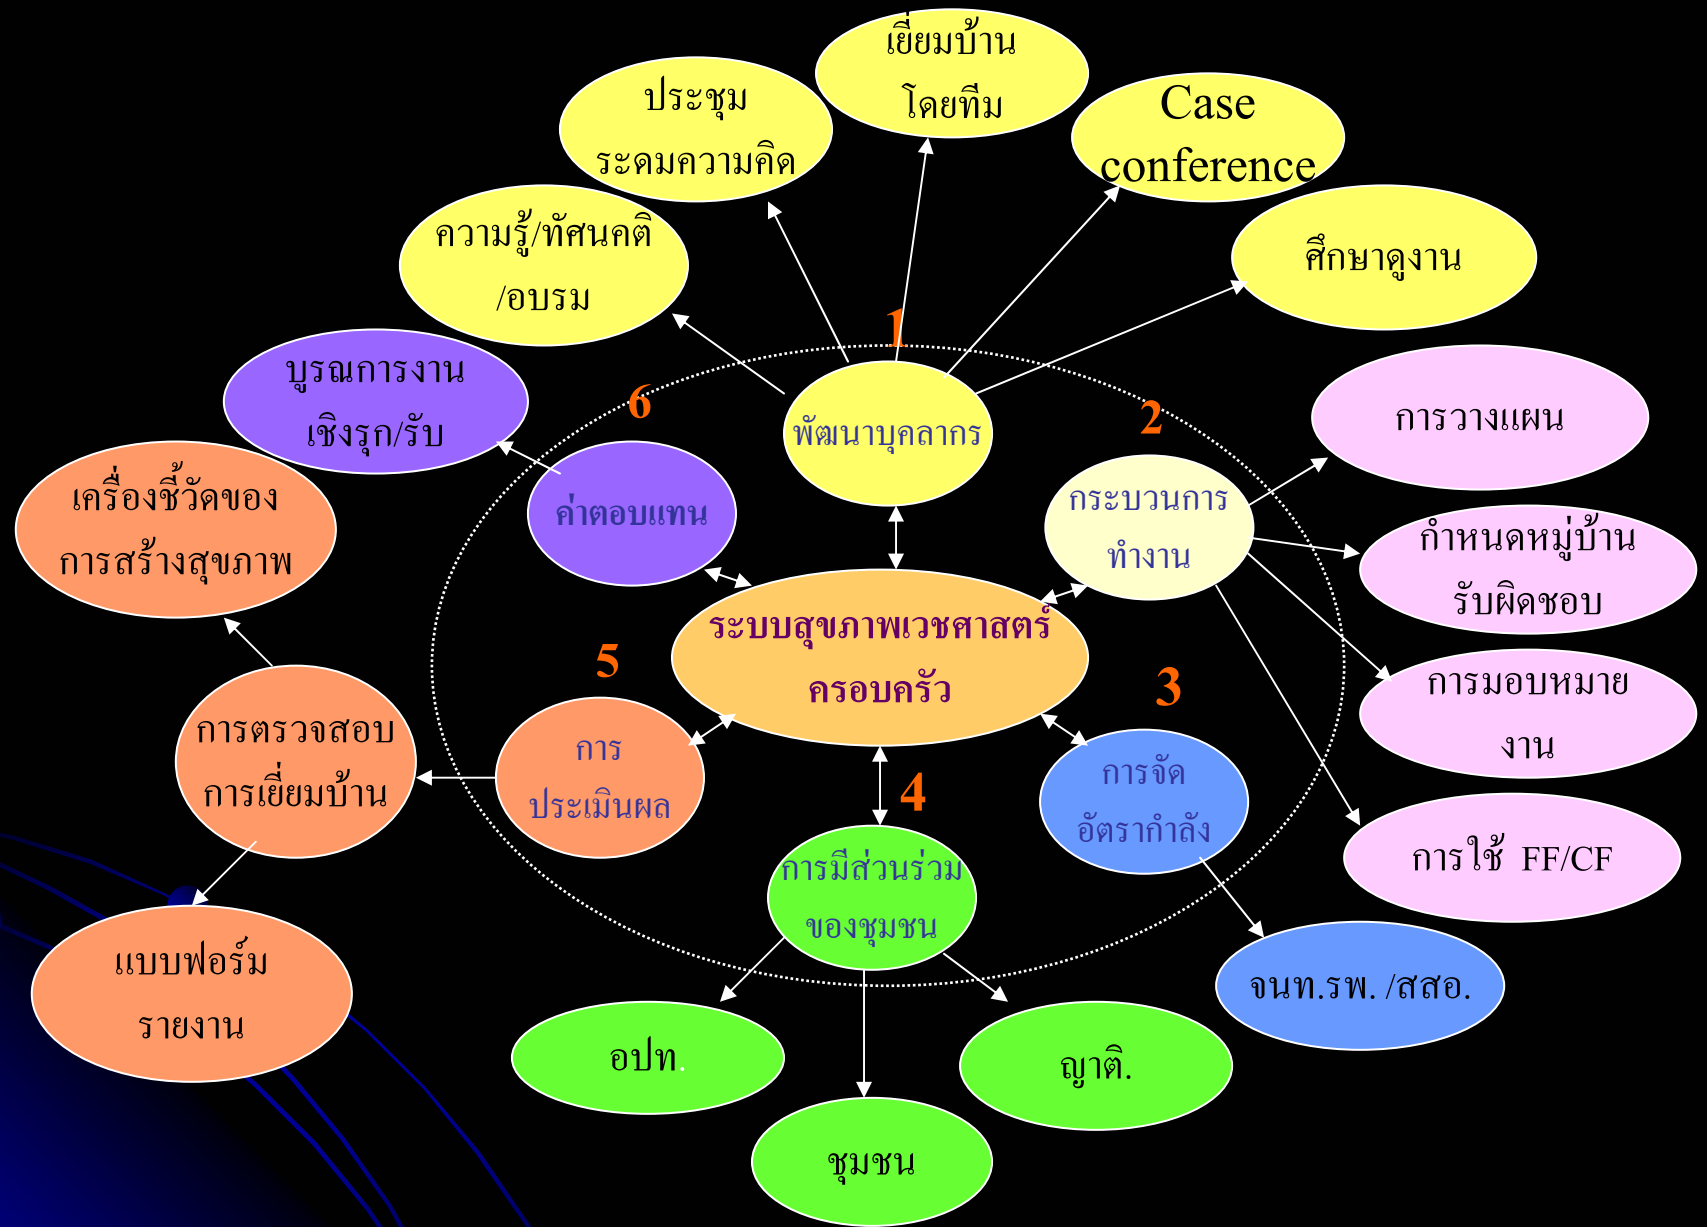 เยี่ยมบ้าน
โดยทีม
ประชุม
ระดมความคิด
Case
conference
ความรู้/ทัศนคติ
/อบรม
ศึกษาดูงาน
1
พัฒนาบุคลากร
บูรณการงาน
เชิงรุก/รับ
6
ค่าตอบแทน
2
กระบวนการ
ทำงาน
การวางแผน
กำหนดหมู่บ้าน
รับผิดชอบ
การมอบหมาย
งาน
การใช้ FF/CF
เครื่องชี้วัดของ
การสร้างสุขภาพ
ระบบสุขภาพเวชศาสตร์
ครอบครัว
5
การ
ประเมินผล
การตรวจสอบ
การเยี่ยมบ้าน
แบบฟอร์ม
รายงาน
3
การจัด
อัตรากำลัง
จนท.รพ. /สสอ.
4
การมีส่วนร่วม
ของชุมชน
อปท.
ชุมชน
ญาติ.